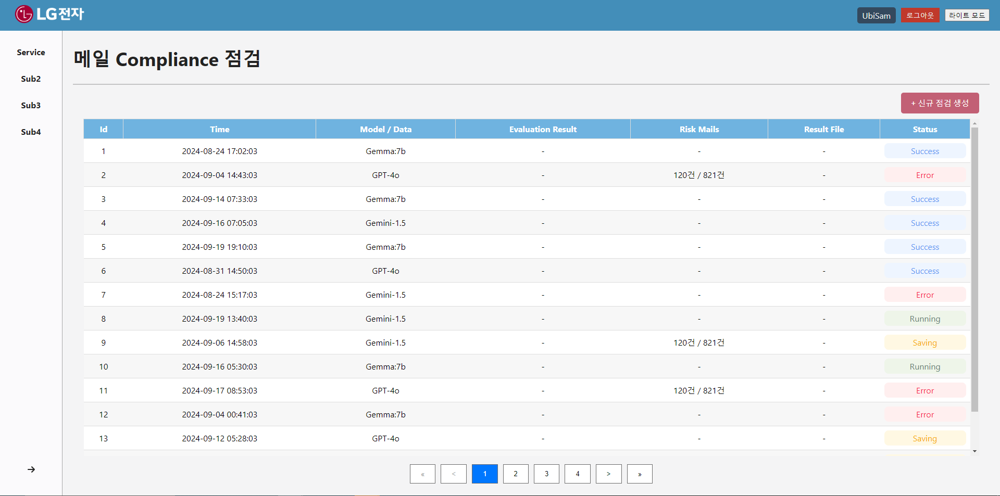 LG전자
UbiSam 로그아웃 라이트 모드
Service
Sub2
Sub3
Sub4
메일 Compliance 점검
+ 신규 점검 생성
Id Time Model / Data Evaluation Result Risk Mails Result File Status
1 2024-08-24 17:02:03 Gemma:7b - - - Success
2 2024-09-04 14:43:03 GPT-4o - 120건 / 821건 - Error
3 2024-09-14 07:33:03 Gemma:7b - - - Success
4 2024-09-16 07:05:03 Gemini-1.5 - - - Success
5 2024-09-19 19:10:03 Gemma:7b - - - Success
6 2024-08-31 14:50:03 GPT-4o - - - Success
7 2024-08-24 15:17:03 Gemini-1.5 - - - Error
8 2024-09-19 13:40:03 Gemini-1.5 - - - Running
9 2024-09-06 14:58:03 Gemini-1.5 - 120건 / 821건 - Saving
10 2024-09-16 05:30:03 Gemma:7b - - - Running
11 2024-09-17 08:53:03 GPT-4o - 120건 / 821건 - Error
12 2024-09-04 00:41:03 Gemma:7b - - - Error
13 2024-09-12 05:28:03 GPT-4o - - - Saving
« < 1 2 3 4 > »